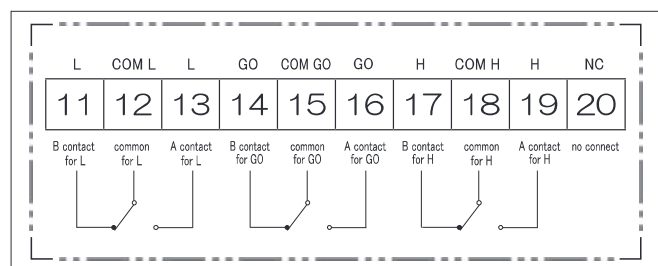 L COM L L GO COM GO GO H COM H H NC
11 12 13 14 15 16 17 18 19 20
B contact common A contact B contact common A contact B contact common A contact no connect
for L for L for L for GO for GO for GO for H for H for H